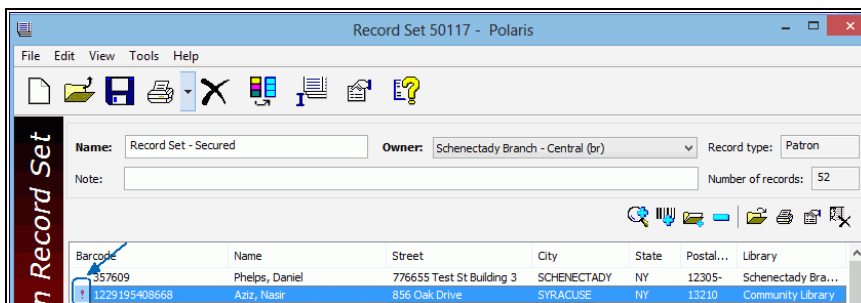 Record Set 50117 - Polaris
File Edit View Tools Help
Name: Record Set - Secured Owner: Schenectady Branch - Central (br) Record type: Patron
Note: Number of records: 52
n Record Set
Barcode Name Street City State Postal... Library
357609 Phelps, Daniel 776655 Test St Building 3 SCHENECTADY NY 12305- Schenectady Bra...
! 1229195408668 Aziz, Nasir 856 Oak Drive SYRACUSE NY 13210 Community Library